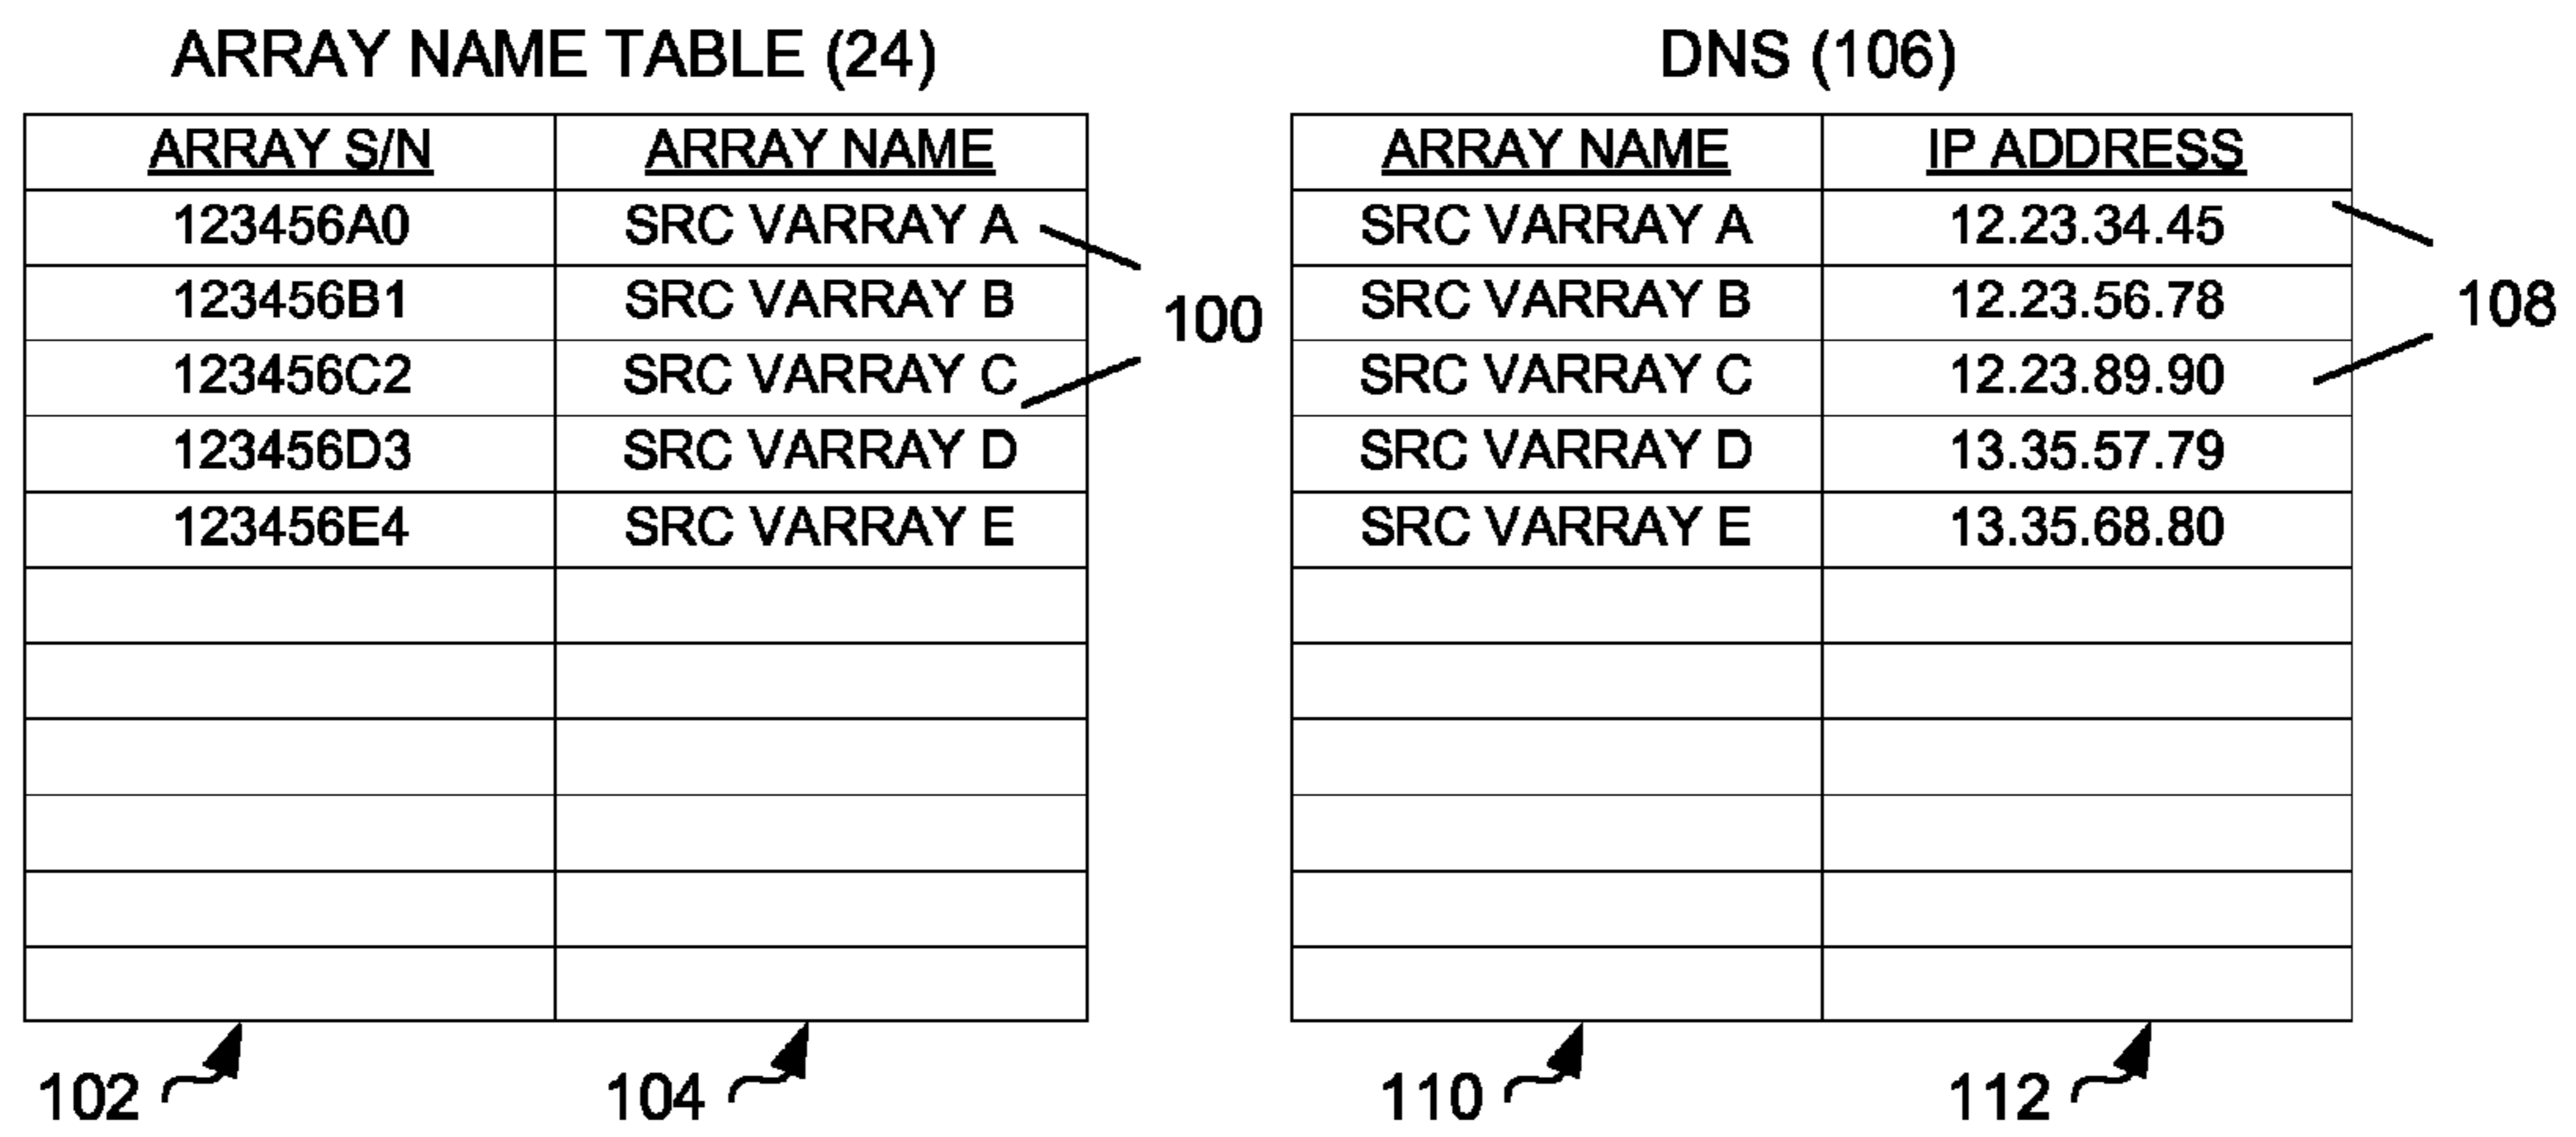 ARRAY NAME TABLE (24)
ARRAY S/N ARRAY NAME
123456A0 SRC VARRAY A
123456B1 SRC VARRAY B
123456C2 SRC VARRAY C
123456D3 SRC VARRAY D
123456E4 SRC VARRAY E
100
102 104
DNS (106)
ARRAY NAME IP ADDRESS
SRC VARRAY A 12.23.34.45
SRC VARRAY B 12.23.56.78
SRC VARRAY C 12.23.89.90
SRC VARRAY D 13.35.57.79
SRC VARRAY E 13.35.68.80
108
110 112